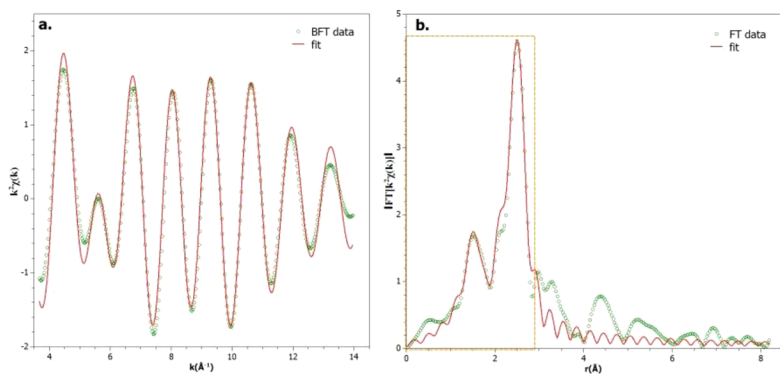 a.
BFT data
fit
k²χ(k)
2
1
0
-1
-2
4
6
8
10
12
14
k(Å⁻¹)
b.
FT data
fit
|FT|k²χ(k)||
5
4
3
2
1
0
0
2
4
6
8
r(Å)